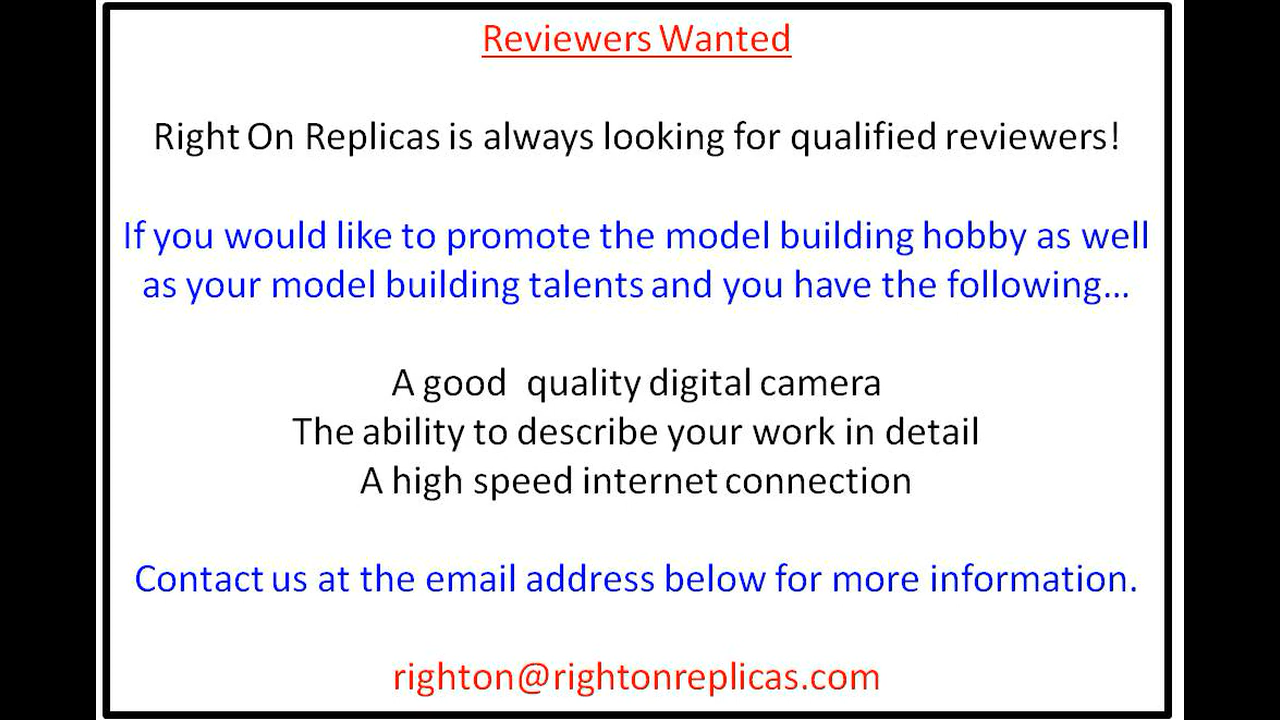 Reviewers Wanted
Right On Replicas is always looking for qualified reviewers!
If you would like to promote the model building hobby as well
as your model building talents and you have the following...
A good quality digital camera
The ability to describe your work in detail
A high speed internet connection
Contact us at the email address below for more information.
righton@rightonreplicas.com